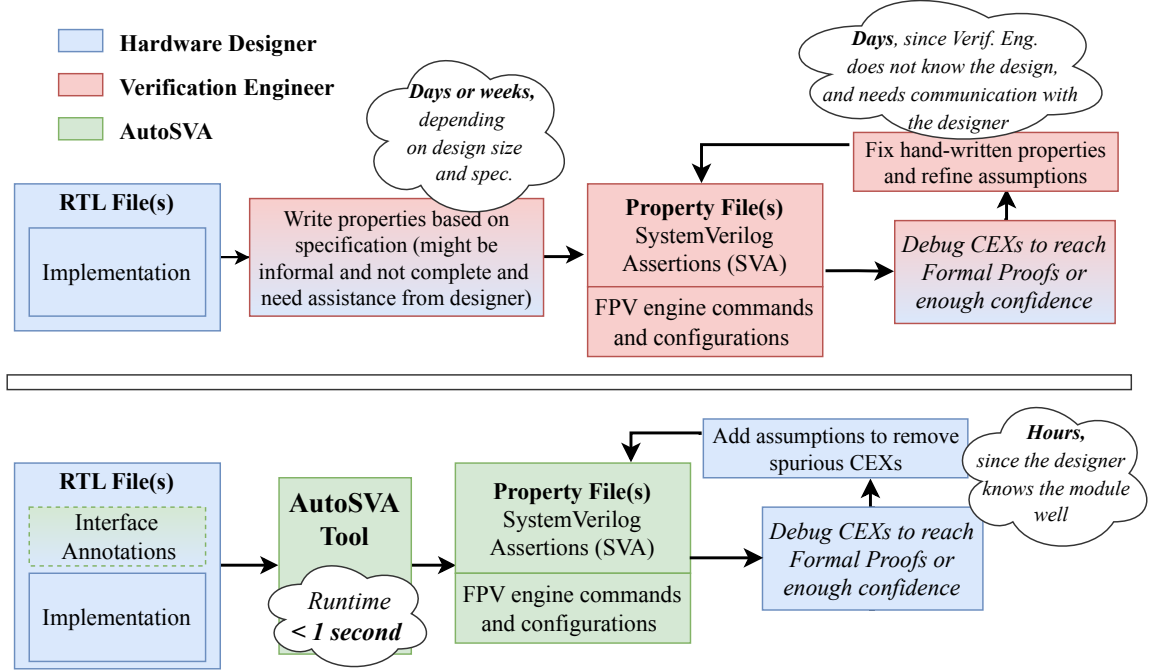 Hardware Designer
Verification Engineer
AutoSVA
Days or weeks,
depending
on design size
and spec.
Days, since Verif. Eng.
does not know the design,
and needs communication with
the designer
Fix hand-written properties
and refine assumptions
RTL File(s)
Implementation
Write properties based on
specification (might be
informal and not complete and
need assistance from designer)
Property File(s)
SystemVerilog
Assertions (SVA)
FPV engine commands
and configurations
Debug CEXs to reach
Formal Proofs or
enough confidence
RTL File(s)
Interface
Annotations
Implementation
AutoSVA
Tool
Runtime
< 1 second
Property File(s)
SystemVerilog
Assertions (SVA)
FPV engine commands
and configurations
Add assumptions to remove
spurious CEXs
Hours,
since the designer
knows the module
well
Debug CEXs to reach
Formal Proofs or
enough confidence